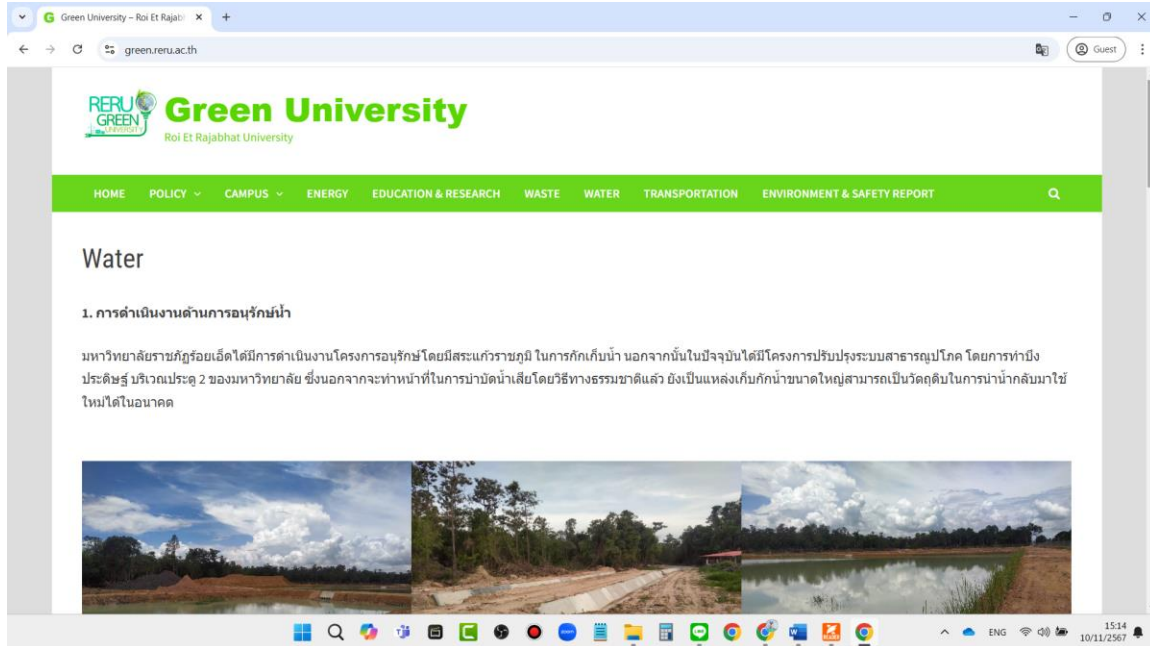 Green University – Roi Et Rajab
green.reru.ac.th
Guest
RERU
GREEN
UNIVERSITY
Green University
Roi Et Rajabhat University
HOME POLICY CAMPUS ENERGY EDUCATION & RESEARCH WASTE WATER TRANSPORTATION ENVIRONMENT & SAFETY REPORT
Water
1. การดำเนินงานด้านการอนุรักษ์น้ำ
มหาวิทยาลัยราชภัฏร้อยเอ็ดได้มีการดำเนินงานโครงการอนุรักษ์โดยมีสระแก้วราชภูมิ ในการกักเก็บน้ำ นอกจากนั้นในปัจจุบันได้มีโครงการปรับปรุงระบบสาธารณูปโภค โดยการทำบึง
ประดิษฐ์ บริเวณประตู 2 ของมหาวิทยาลัย ซึ่งนอกจากจะทำหน้าที่ในการบำบัดน้ำเสียโดยวิธีทางธรรมชาติแล้ว ยังเป็นแหล่งเก็บกักน้ำขนาดใหญ่สามารถเป็นวัตถุดิบในการนำน้ำกลับมาใช้
ใหม่ได้ในอนาคต
zoom
READER
ENG
15:14
10/11/2567